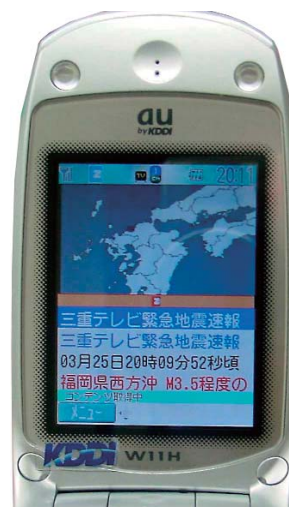 au
by KDDI
20:11
三重テレビ緊急地震速報
三重テレビ緊急地震速報
03月25日20時09分52秒頃
福岡県西方沖 M3.5程度の
コンテンツ取得中
メニュー
KDDI W11H